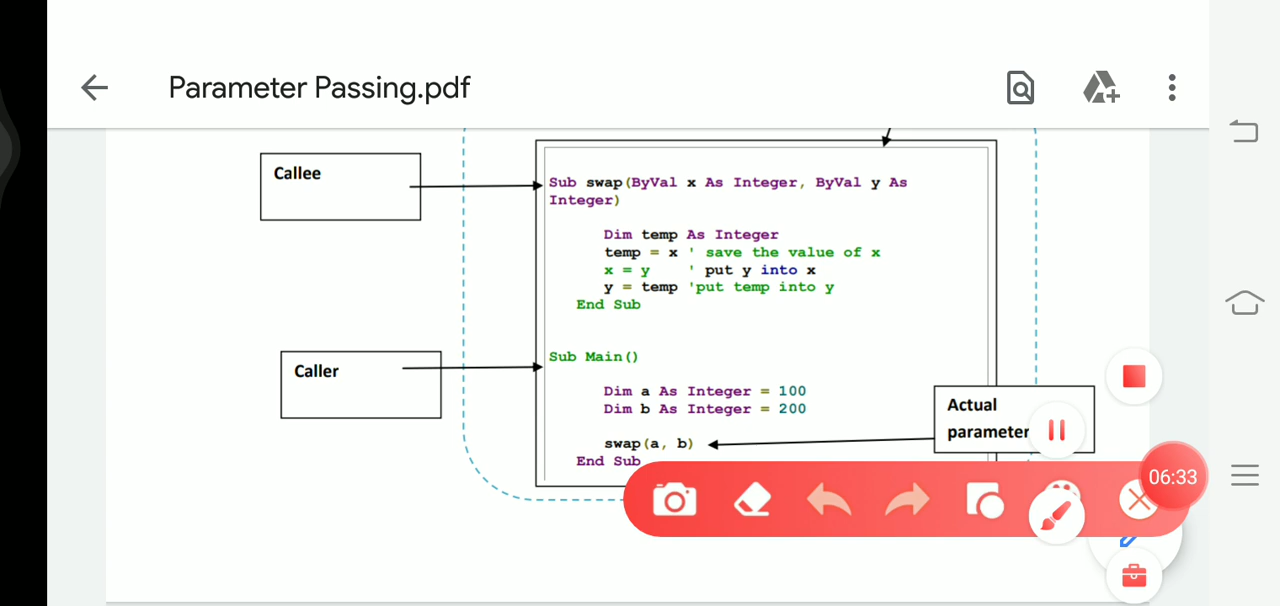 Parameter Passing.pdf
Callee
Sub swap(ByVal x As Integer, ByVal y As
Integer)
Dim temp As Integer
temp = x ' save the value of x
x = y ' put y into x
y = temp 'put temp into y
End Sub
Caller
Sub Main()
Dim a As Integer = 100
Dim b As Integer = 200
Actual
parameter
swap(a, b)
End Sub
06:33